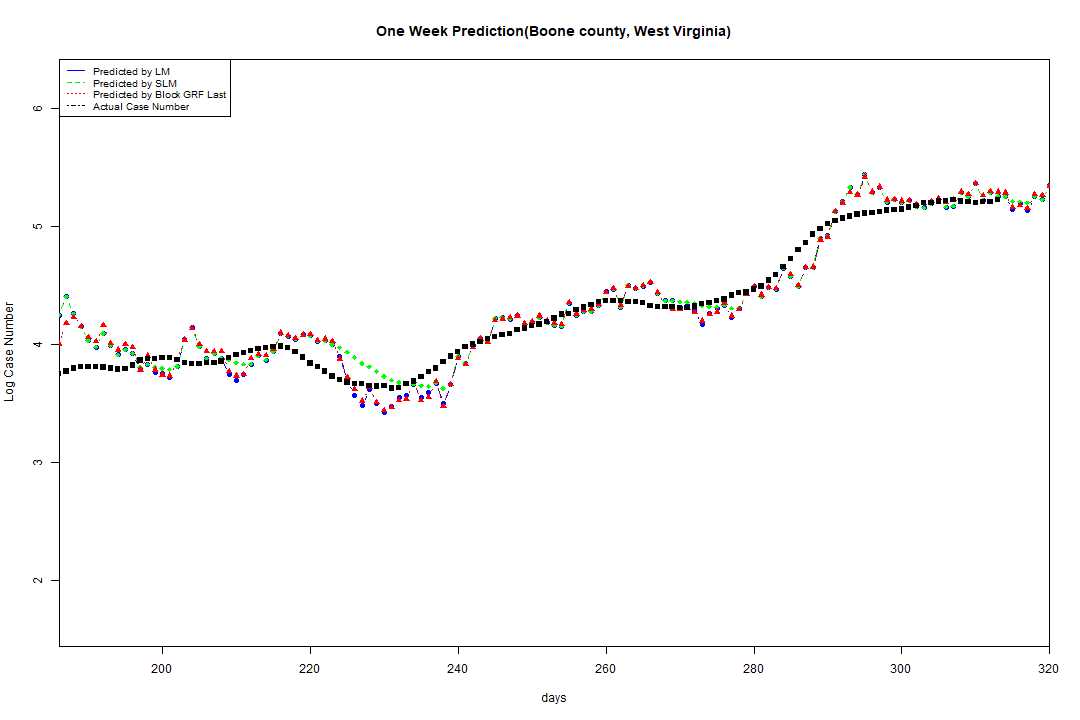 One Week Prediction(Boone county, West Virginia)
Predicted by LM
Predicted by SLM
Predicted by Block GRF Last
Actual Case Number
6
5
4
3
2
Log Case Number
200 220 240 260 280 300 320
days